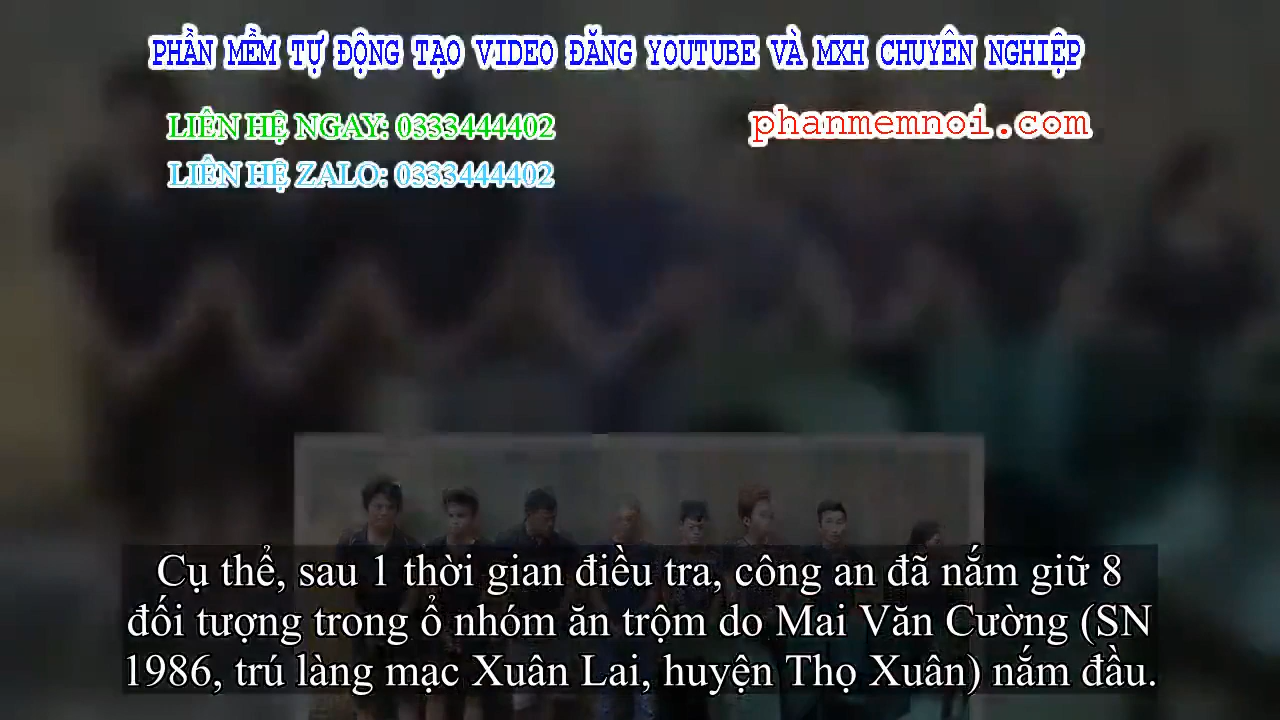 PHẦN MỀM TỰ ĐỘNG TẠO VIDEO ĐĂNG YOUTUBE VÀ MXH CHUYÊN NGHIỆP
LIÊN HỆ NGAY: 0333444402
phanmemnoi.com
LIÊN HỆ ZALO: 0333444402
Cụ thể, sau 1 thời gian điều tra, công an đã nắm giữ 8
đối tượng trong ổ nhóm ăn trộm do Mai Văn Cường (SN
1986, trú làng mạc Xuân Lai, huyện Thọ Xuân) nắm đầu.